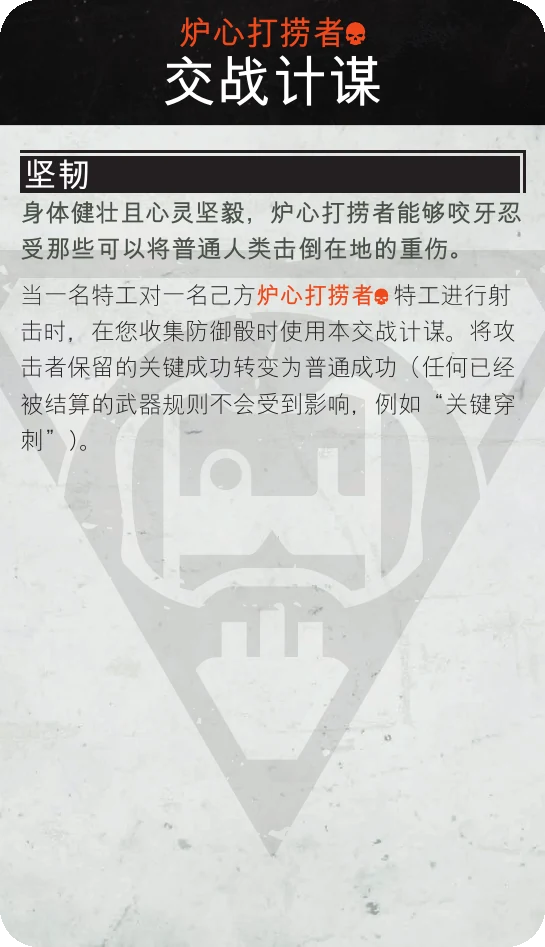 炉心打捞者
交战计谋
坚韧
身体健壮且心灵坚毅，炉心打捞者能够咬牙忍
受那些可以将普通人类击倒在地的重伤。
当一名特工对一名己方炉心打捞者特工进行射
击时，在您收集防御骰时使用本交战计谋。将攻
击者保留的关键成功转变为普通成功（任何已经
被结算的武器规则不会受到影响，例如“关键穿
刺”）。